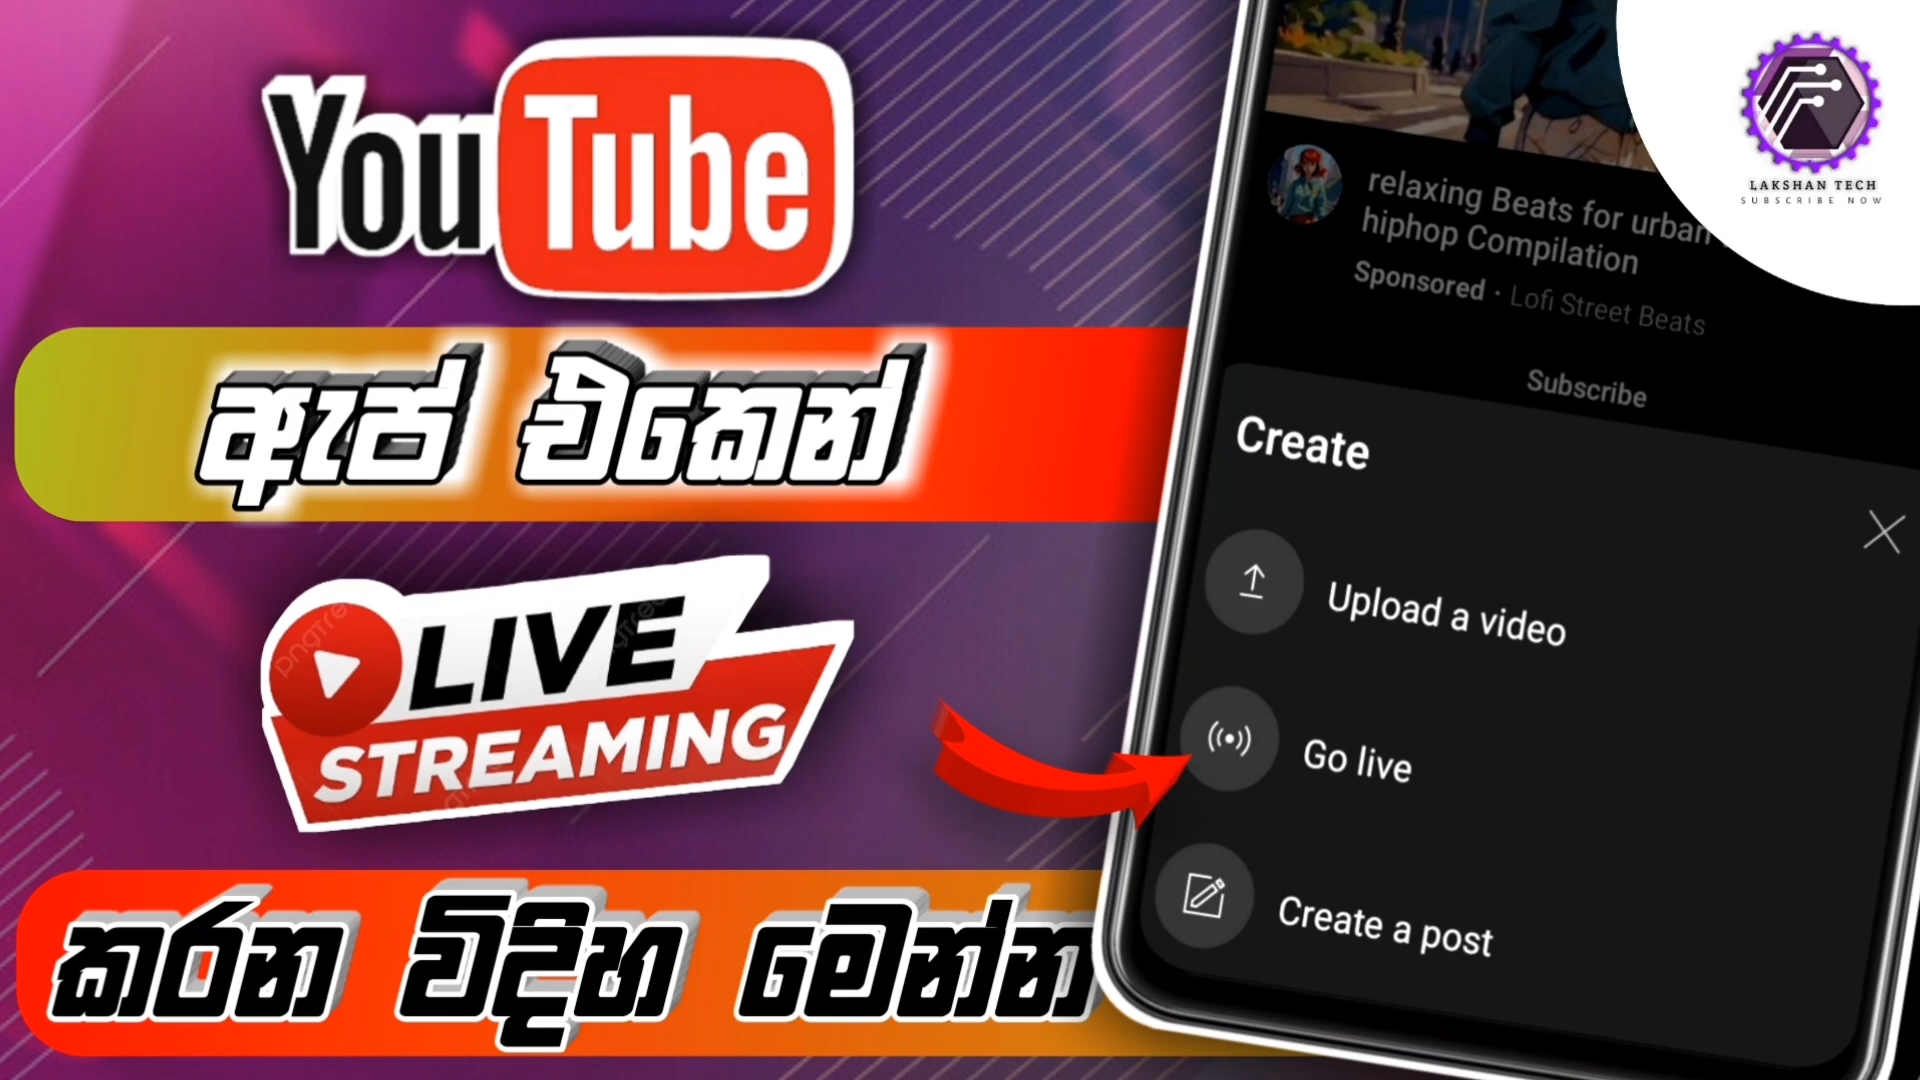 YouTube
ඇප් එකෙන්
LIVE
STREAMING
කරන විදිහ මෙන්න
LAKSHAN TECH
SUBSCRIBE NOW
relaxing Beats for urban
hiphop Compilation
Sponsored · Lofi Street Beats
Subscribe
Create
Upload a video
Go live
Create a post